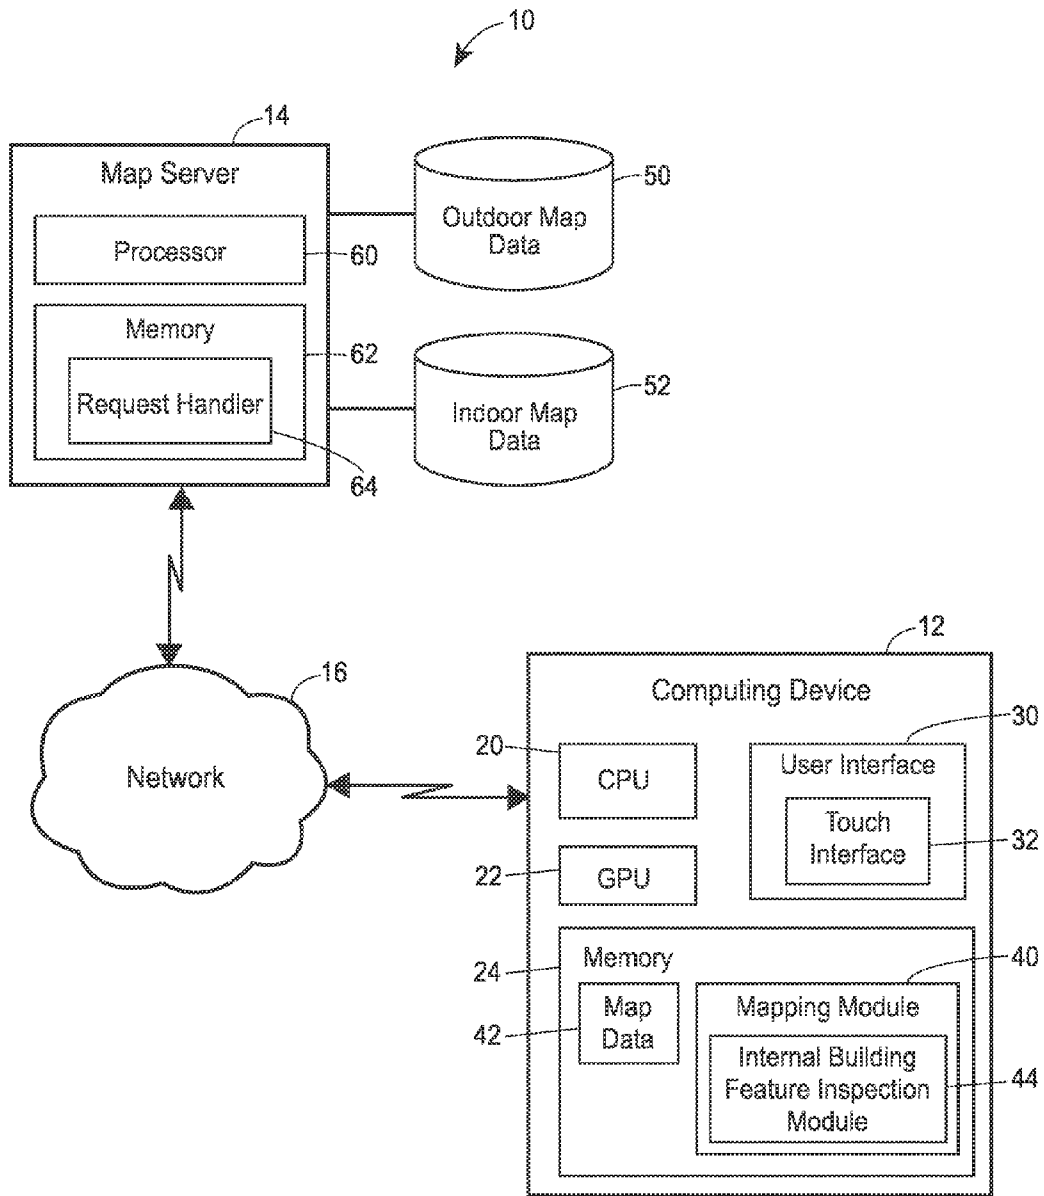 10
14
Map Server
Processor
60
Memory
62
Request Handler
64
Outdoor Map
Data
50
Indoor Map
Data
52
16
Network
12
Computing Device
20
CPU
22
GPU
30
User Interface
Touch
Interface
32
24
Memory
42
Map
Data
40
Mapping Module
Internal Building
Feature Inspection
Module
44